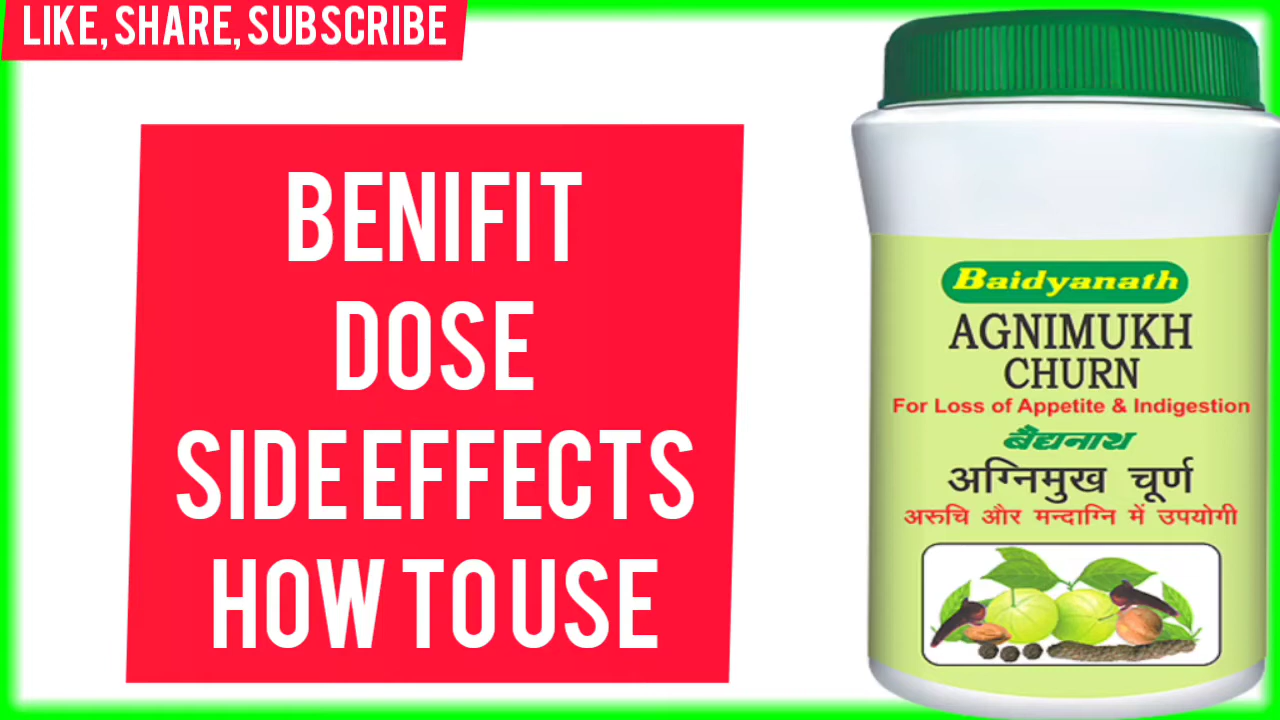 LIKE, SHARE, SUBSCRIBE
BENIFIT
DOSE
SIDE EFFECTS
HOW TO USE
Baidyanath
AGNIMUKH
CHURN
For Loss of Appetite & Indigestion
बैद्यनाथ
अग्निमुख चूर्ण
अरुचि और मन्दाग्नि में उपयोगी